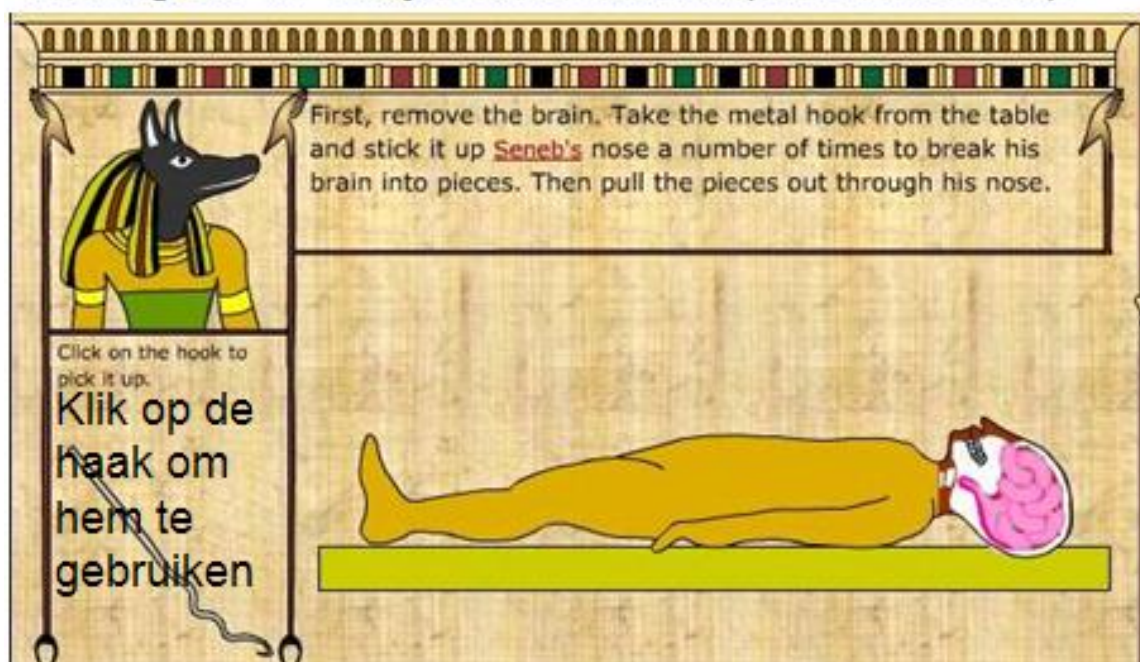 First, remove the brain. Take the metal hook from the table
and stick it up Seneb's nose a number of times to break his
brain into pieces. Then pull the pieces out through his nose.
Click on the hook to
pick it up.
Klik op de
haak om
hem te
gebruiken